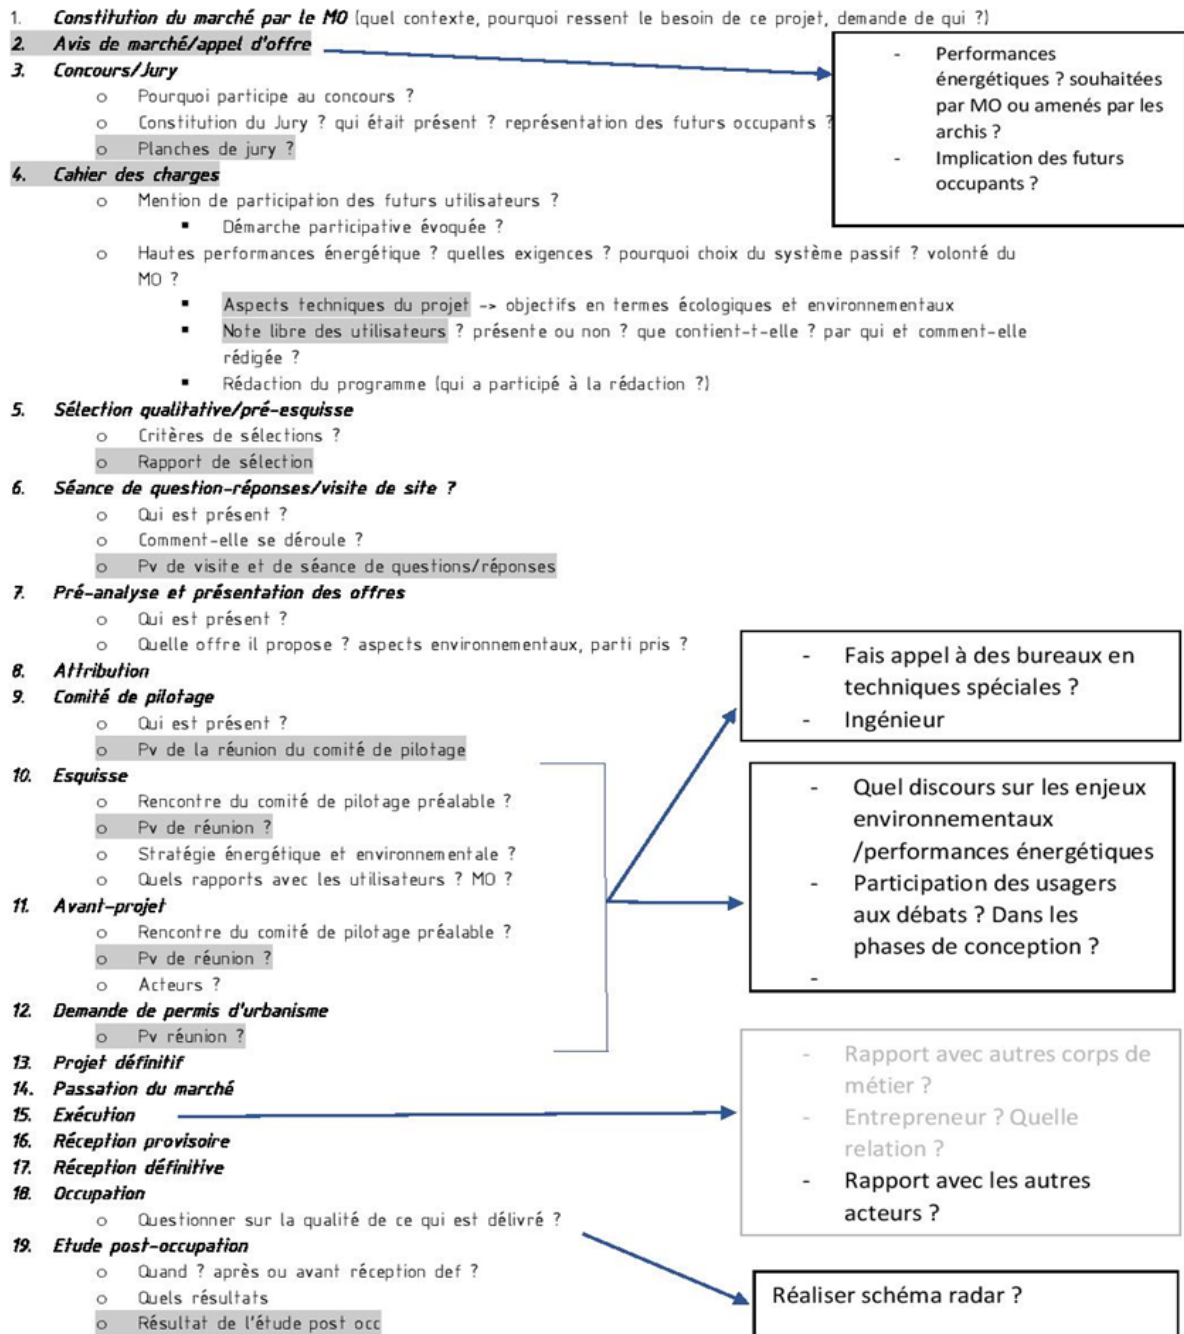 1. Constitution du marché par le MO (quel contexte, pourquoi ressent le besoin de ce projet, demande de qui ?)
2. Avis de marché/appel d'offre
- Performances
énergétiques ? souhaitées
par MO ou amenés par les
archis ?
- Implication des futurs
occupants ?
3. Concours/Jury
o Pourquoi participe au concours ?
o Constitution du Jury ? qui était présent ? représentation des futurs occupants ?
o Planches de jury ?
4. Cahier des charges
o Mention de participation des futurs utilisateurs ?
▪ Démarche participative évoquée ?
o Hautes performances énergétique ? quelles exigences ? pourquoi choix du système passif ? volonté du
MO ?
▪ Aspects techniques du projet -> objectifs en termes écologiques et environnementaux
▪ Note libre des utilisateurs ? présente ou non ? que contient-t-elle ? par qui et comment-elle
rédigée ?
▪ Rédaction du programme (qui a participé à la rédaction ?)
5. Sélection qualitative/pré-esquisse
o Critères de sélections ?
o Rapport de sélection
6. Séance de question-réponses/visite de site ?
o Qui est présent ?
o Comment-elle se déroule ?
o Pv de visite et de séance de questions/réponses
7. Pré-analyse et présentation des offres
o Qui est présent ?
o Quelle offre il propose ? aspects environnementaux, parti pris ?
8. Attribution
9. Comité de pilotage
o Qui est présent ?
o Pv de la réunion du comité de pilotage
- Fais appel à des bureaux en
techniques spéciales ?
- Ingénieur
10. Esquisse
o Rencontre du comité de pilotage préalable ?
o Pv de réunion ?
o Stratégie énergétique et environnementale ?
o Quels rapports avec les utilisateurs ? MO ?
11. Avant-projet
o Rencontre du comité de pilotage préalable ?
o Pv de réunion ?
o Acteurs ?
- Quel discours sur les enjeux
environnementaux
/performances énergétiques
- Participation des usagers
aux débats ? Dans les
phases de conception ?
-
12. Demande de permis d'urbanisme
o Pv réunion ?
13. Projet définitif
14. Passation du marché
15. Exécution
- Rapport avec autres corps de
métier ?
- Entrepreneur ? Quelle
relation ?
- Rapport avec les autres
acteurs ?
16. Réception provisoire
17. Réception définitive
18. Occupation
o Questionner sur la qualité de ce qui est délivré ?
19. Etude post-occupation
o Quand ? après ou avant réception def ?
o Quels résultats
o Résultat de l'étude post occ
Réaliser schéma radar ?